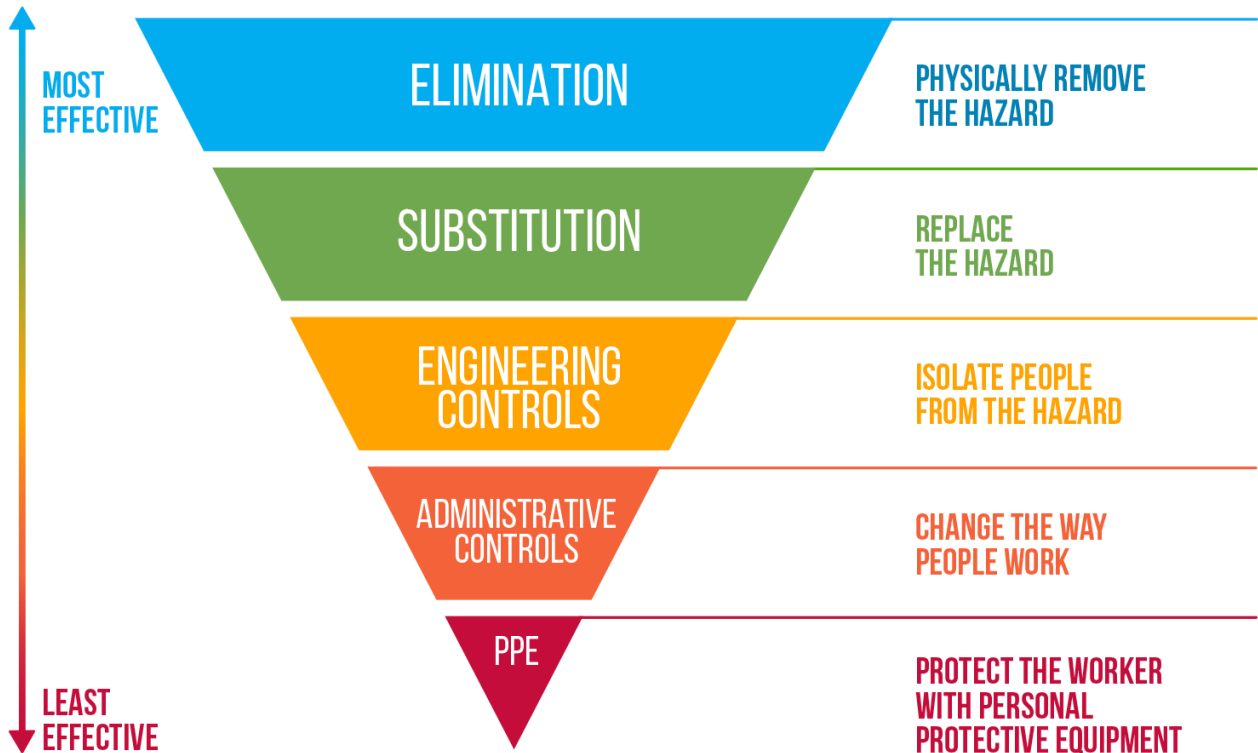 MOST
EFFECTIVE
ELIMINATION
PHYSICALLY REMOVE
THE HAZARD
SUBSTITUTION
REPLACE
THE HAZARD
ENGINEERING
CONTROLS
ISOLATE PEOPLE
FROM THE HAZARD
ADMINISTRATIVE
CONTROLS
CHANGE THE WAY
PEOPLE WORK
PPE
PROTECT THE WORKER
WITH PERSONAL
PROTECTIVE EQUIPMENT
LEAST
EFFECTIVE